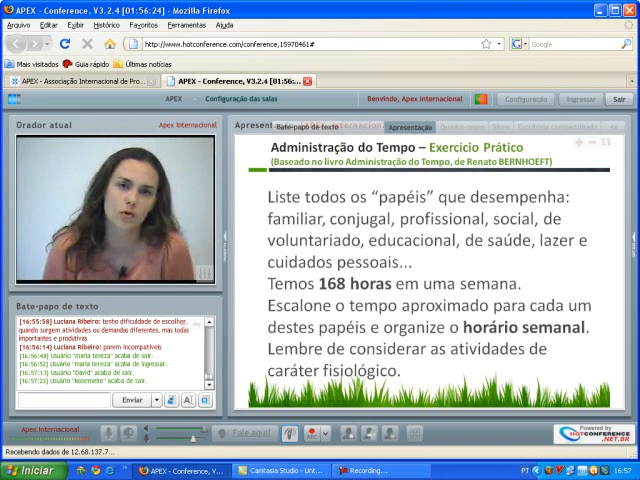 APEX - Conference, V3.2.4 [01:56:24] - Mozilla Firefox
Arquivo Editar Exibir Histórico Favoritos Ferramentas Ajuda
http://www.hotconference.com/conference,15970461#
Google
Mais visitados Guia rápido Últimas notícias
APEX - Associação Internacional de Pro...
APEX - Conference, V3.2.4 [01:56:...
APEX - Configuração das salas
Benvindo, Apex Internacional
Configuração Ingressar Sair
Orador atual Apex Internacional
Bate-papo de texto
[16:55:58] Luciana Ribeiro: tenho dificuldade de escolher,
quando surgem atividades ou demandas diferentes, mas todas
importantes e produtivas
[16:56:14] Luciana Ribeiro: porem incompatíveis
[16:56:48] Usuário "maria tereza" acaba de sair.
[16:56:52] Usuário "maria tereza" acaba de ingressar.
[16:57:13] Usuário "David" acaba de sair.
[16:57:23] Usuário "Rosemeire" acaba de sair.
Enviar
Bate-papo de texto
Apresentação
Administração do Tempo – Exercício Prático
(Baseado no livro Administração do Tempo, de Renato BERNHOEFT)
1:1
Liste todos os “papéis” que desempenha:
familiar, conjugal, profissional, social, de
voluntariado, educacional, de saúde, lazer e
cuidados pessoais...
Temos 168 horas em uma semana.
Escalone o tempo aproximado para cada um
destes papéis e organize o horário semanal.
Lembre de considerar as atividades de
caráter fisiológico.
Apex Internacional
Fale aqui!
REC
Powered by
HOTCONFERENCE
.NET.BR
Recebendo dados de 12.68.137.7...
Iniciar
APEX - Conference, V...
Camtasia Studio - Unt...
Recording...
PT
16:57